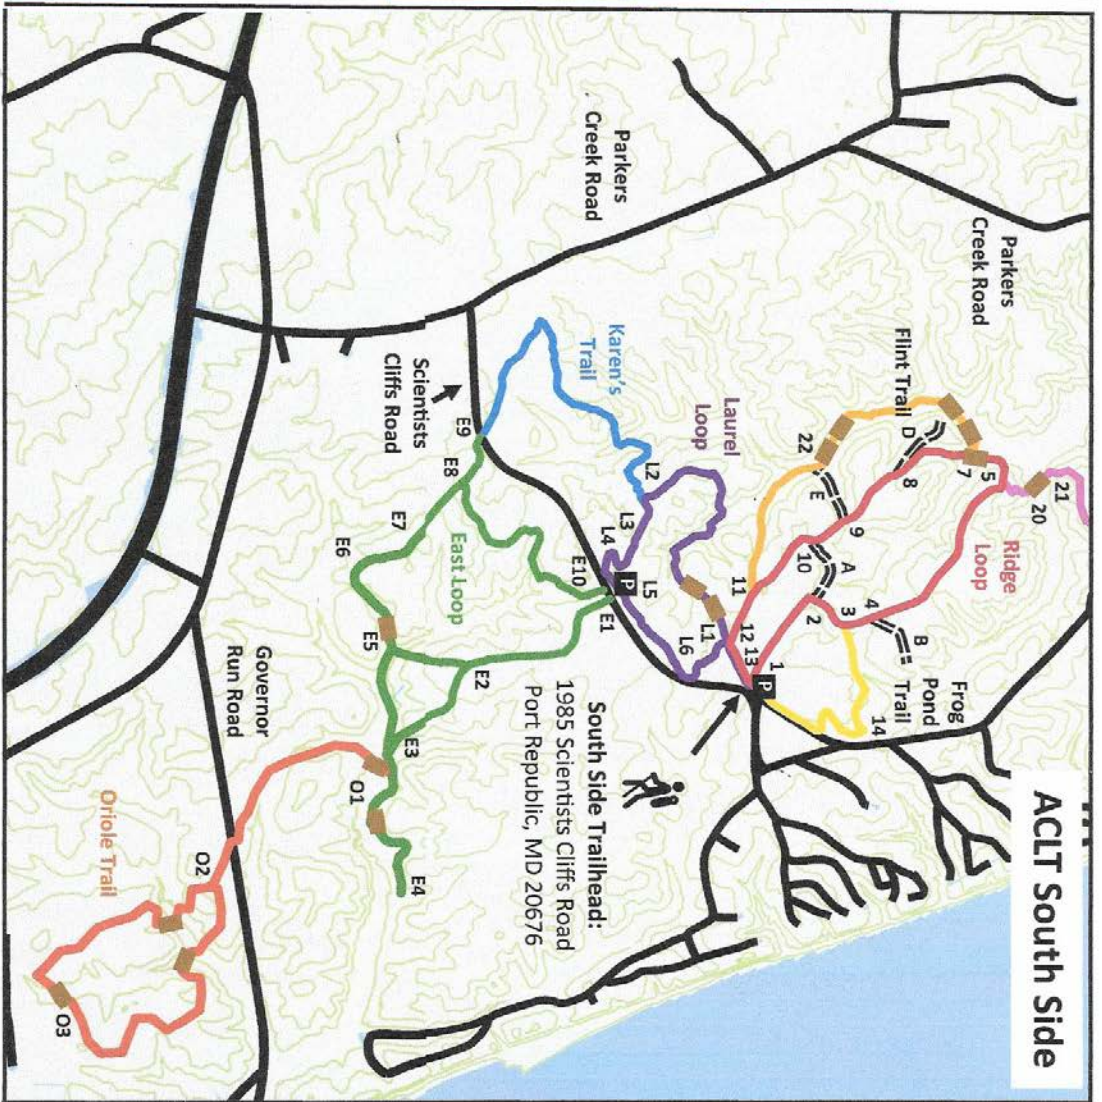 ACLT South Side
Parkers
Creek Road
Ridge
Loop
Frog
Pond
Trail
Flint Trail
21
20
5
7
D
8
22
E
9
10
A
2
3
4
B
14
11
12
13
1
P
Laurel
Loop
L1
L2
L3
L4
P
L5
L6
Karen's
Trail
Parkers
Creek Road
South Side Trailhead:
1985 Scientists Cliffs Road
Port Republic, MD 20676
Scientists
Cliffs Road
East Loop
E9
E8
E7
E6
E5
E10
E1
E2
E3
E4
O1
Governor
Run Road
O2
Oriole Trail
O3